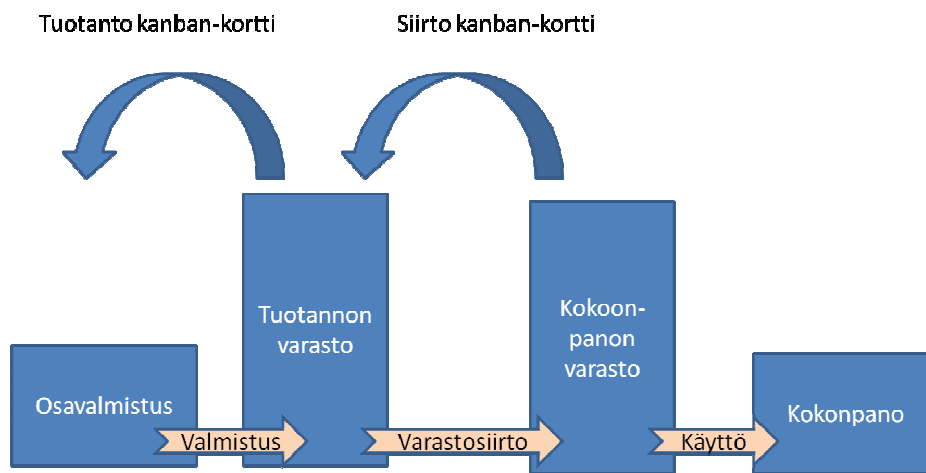 Tuotanto kanban-kortti
Siirto kanban-kortti
Tuotannon
varasto
Kokoon-
panon
varasto
Osavalmistus
Kokonpano
Valmistus
Varastosiirto
Käyttö